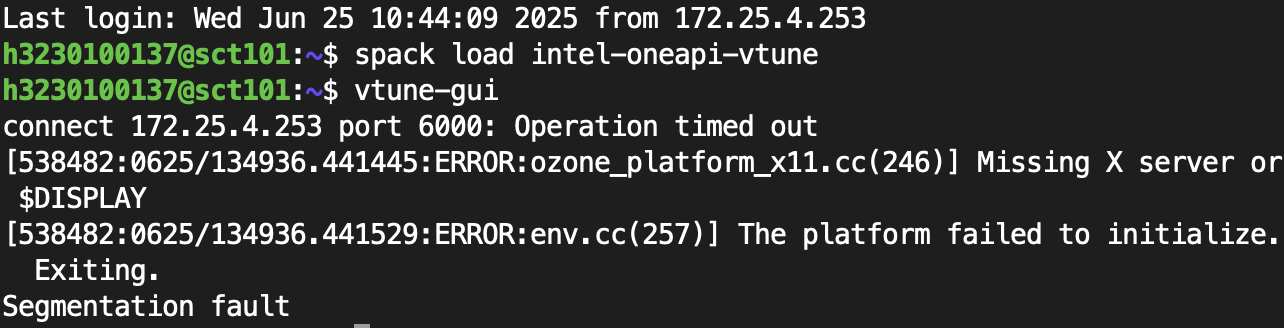 Last login: Wed Jun 25 10:44:09 2025 from 172.25.4.253
h3230100137@sct101:~$ spack load intel-oneapi-vtune
h3230100137@sct101:~$ vtune-gui
connect 172.25.4.253 port 6000: Operation timed out
[538482:0625/134936.441445:ERROR:ozone_platform_x11.cc(246)] Missing X server or
 $DISPLAY
[538482:0625/134936.441529:ERROR:env.cc(257)] The platform failed to initialize.
  Exiting.
Segmentation fault